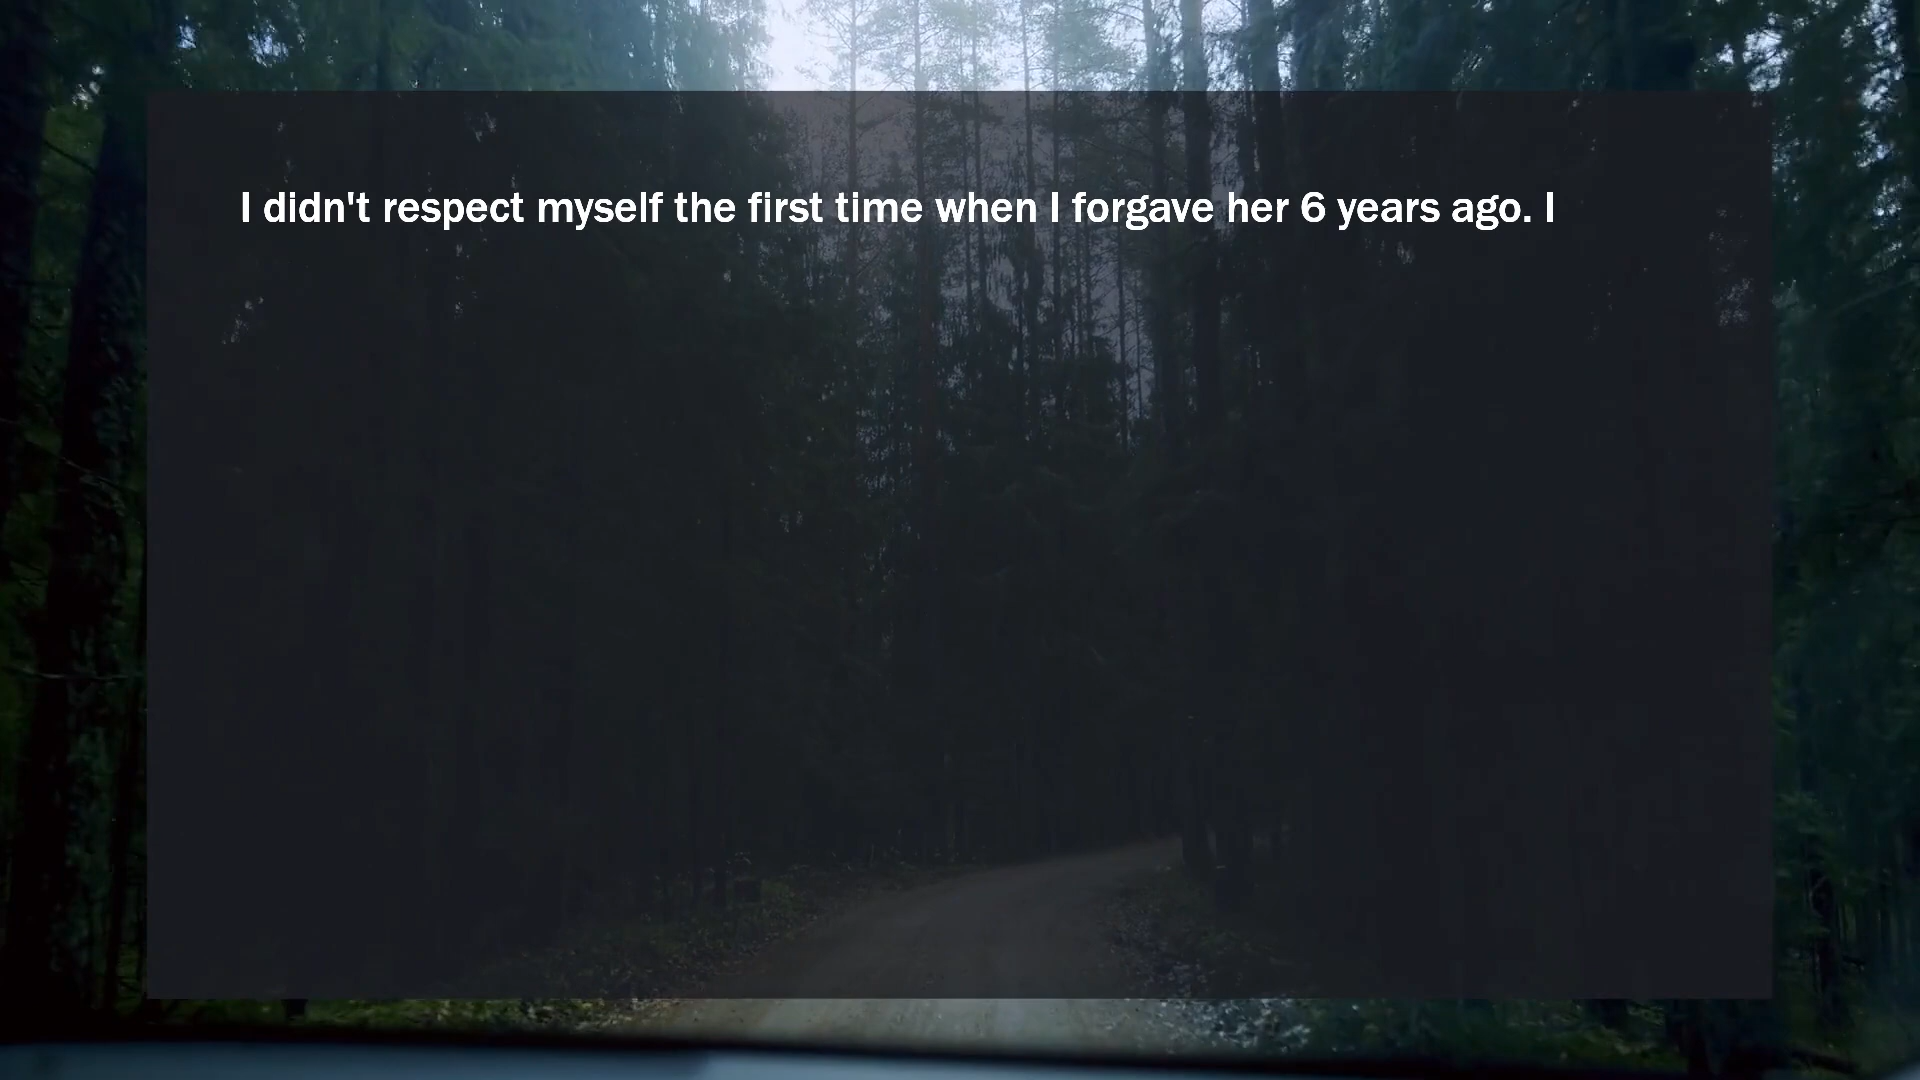 I didn't respect myself the first time when I forgave her 6 years ago. I